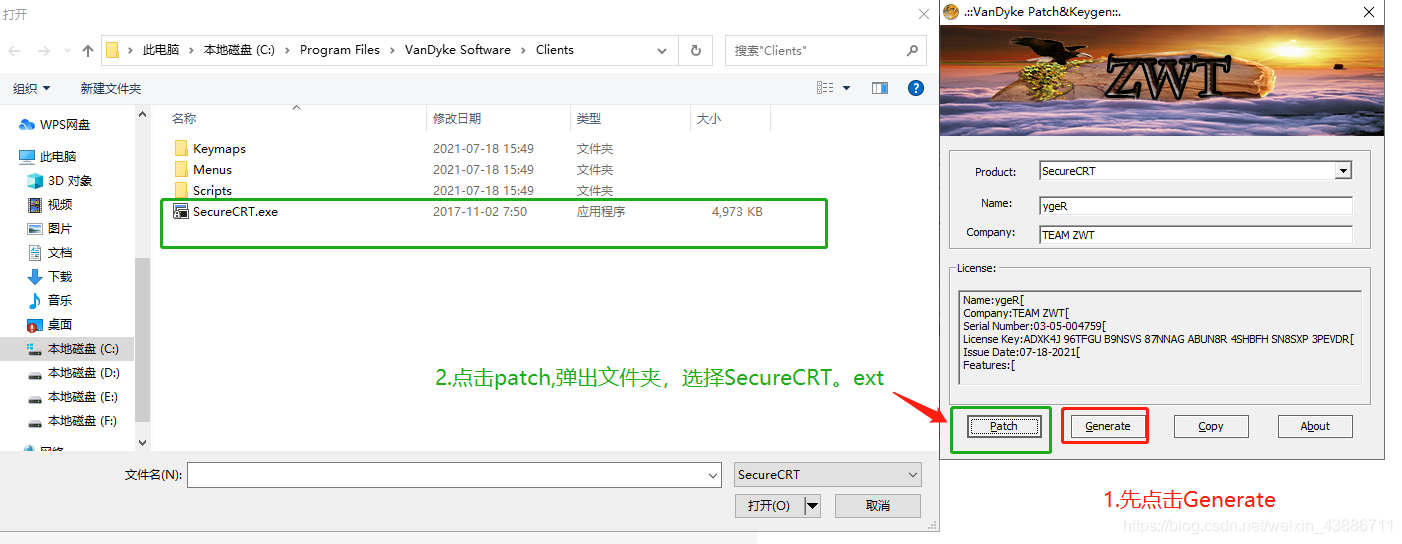 打开
此电脑 › 本地磁盘 (C:) › Program Files › VanDyke Software › Clients
搜索"Clients"
组织
新建文件夹
WPS网盘
此电脑
3D 对象
视频
图片
文档
下载
音乐
桌面
本地磁盘 (C:)
本地磁盘 (D:)
本地磁盘 (E:)
本地磁盘 (F:)
网络
名称 修改日期 类型 大小
Keymaps 2021-07-18 15:49 文件夹
Menus 2021-07-18 15:49 文件夹
Scripts 2021-07-18 15:49 文件夹
SecureCRT.exe 2017-11-02 7:50 应用程序 4,973 KB
2.点击patch,弹出文件夹，选择SecureCRT。ext
文件名(N):
SecureCRT
打开(O) 取消
.::VanDyke Patch&Keygen::.
ZWT
Product: SecureCRT
Name: ygeR
Company: TEAM ZWT
License:
Name:ygeR[
Company:TEAM ZWT[
Serial Number:03-05-004759[
License Key:ADXK4J 96TFGU B9NSVS 87NNAG ABUN8R 4SHBFH SN8SXP 3PEVDR[
Issue Date:07-18-2021[
Features:[
Patch Generate Copy About
1.先点击Generate
https://blog.csdn.net/weixin_43886711